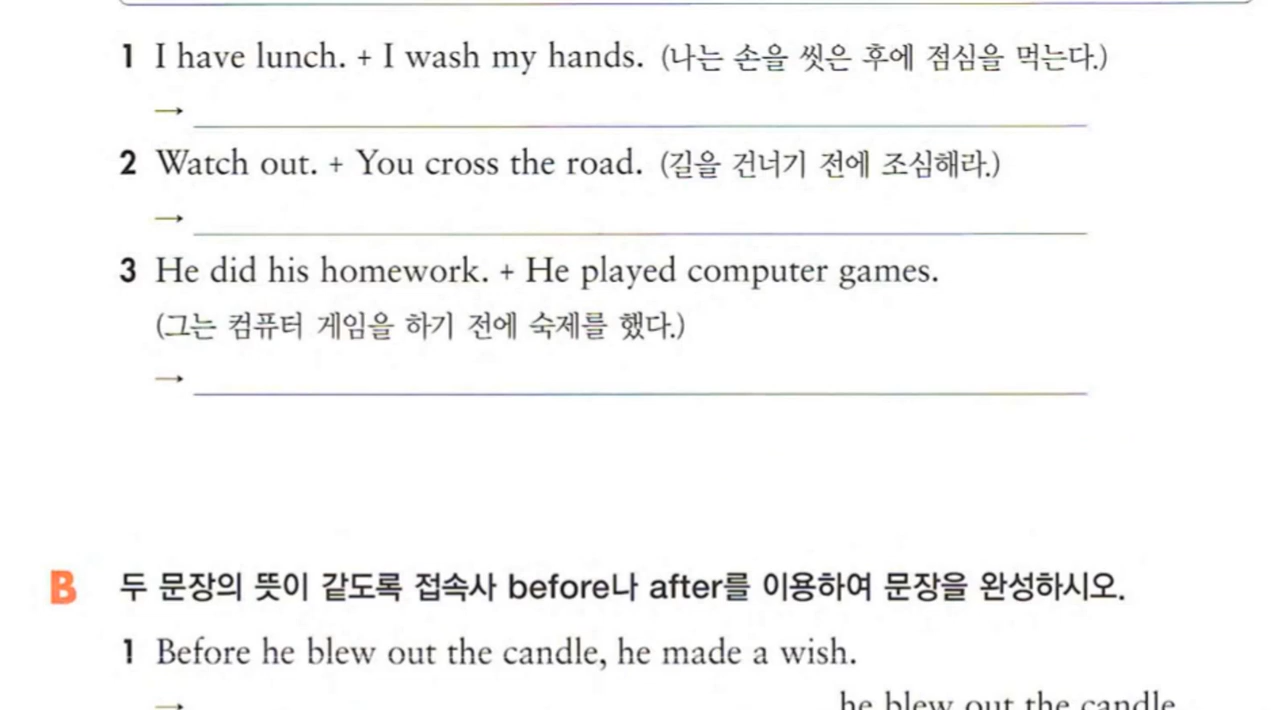 1 I have lunch. + I wash my hands. (나는 손을 씻은 후에 점심을 먹는다.)
→
2 Watch out. + You cross the road. (길을 건너기 전에 조심해라.)
→
3 He did his homework. + He played computer games.
(그는 컴퓨터 게임을 하기 전에 숙제를 했다.)
→
B 두 문장의 뜻이 같도록 접속사 before나 after를 이용하여 문장을 완성하시오.
1 Before he blew out the candle, he made a wish.
→ he blew out the candle